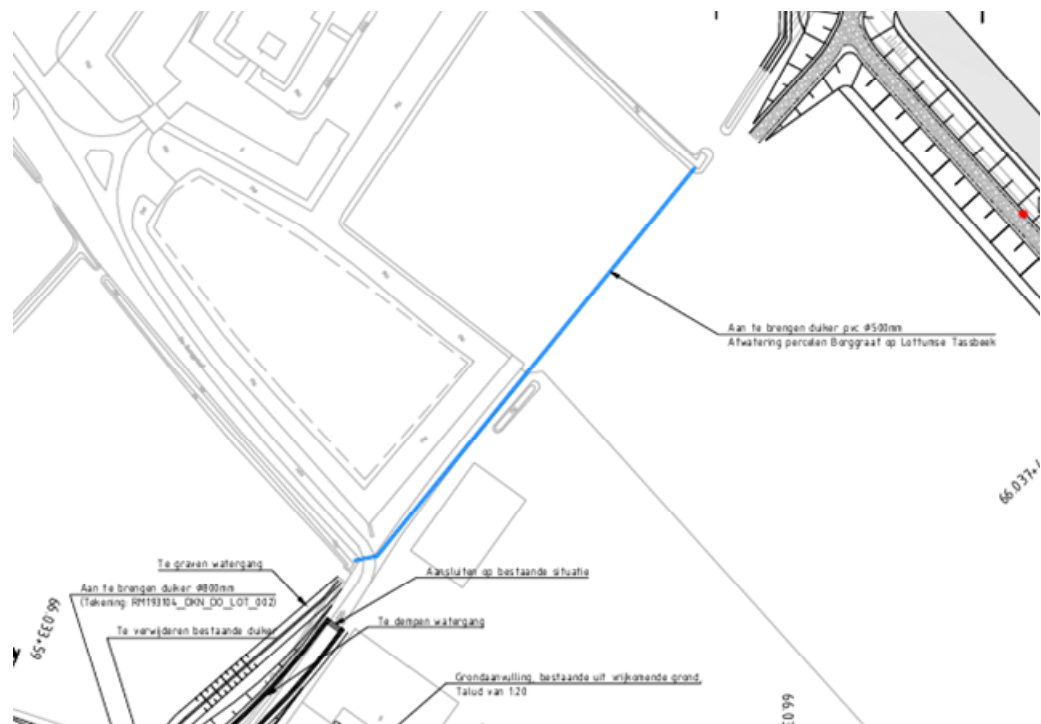 Aan te brengen duiker pvc ø500mm
Afwatering percelen Borggraaf op Lottumse Tassbeek
66.037+
Te graven watergang
Aan te brengen duiker ø800mm
(Tekening: RM193104_OKN_DO_LOT_002)
Te verwijderen bestaande duiker
66.033+59
Aansluiten op bestaande situatie
Te dempen watergang
Grondaanvulling, bestaande uit vrijkomende grond,
Talud van 1:20
66.03